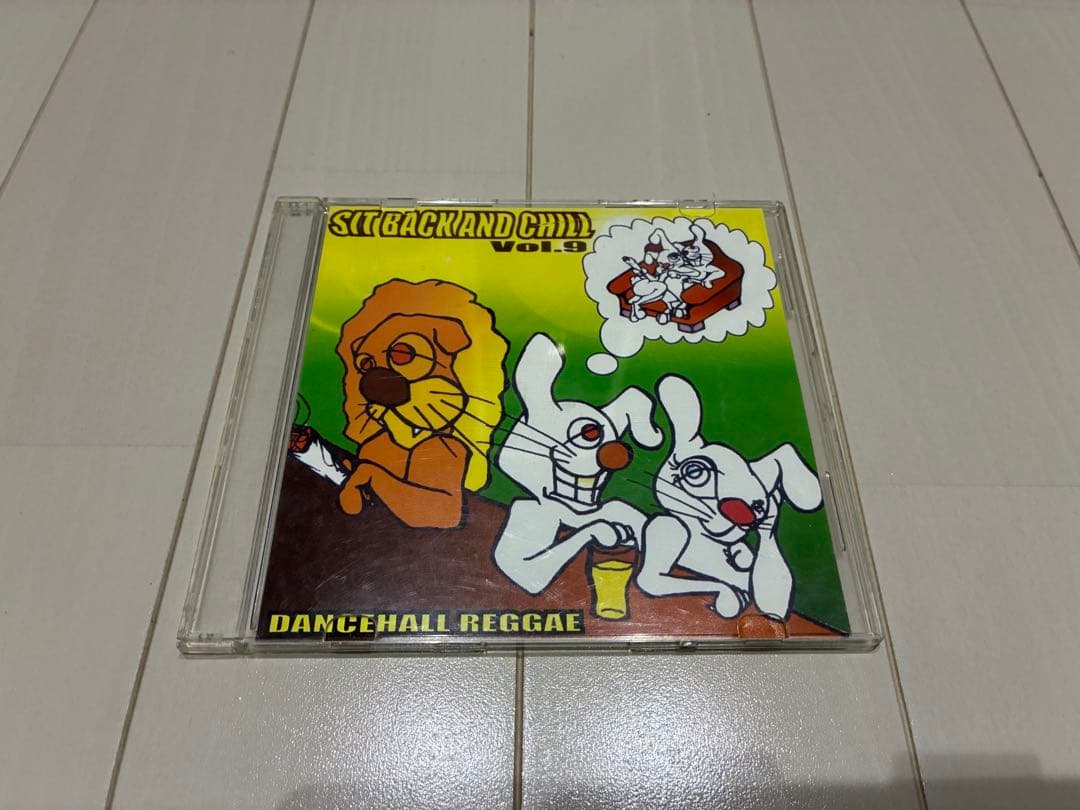 SIT BACK AND CHILL
Vol.9
DANCEHALL REGGAE